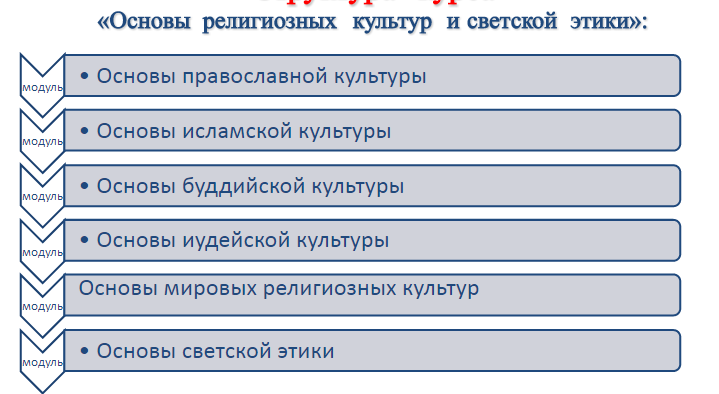 «Основы религиозных культур и светской этики»:
модуль
• Основы православной культуры
модуль
• Основы исламской культуры
модуль
• Основы буддийской культуры
модуль
• Основы иудейской культуры
модуль
Основы мировых религиозных культур
модуль
• Основы светской этики